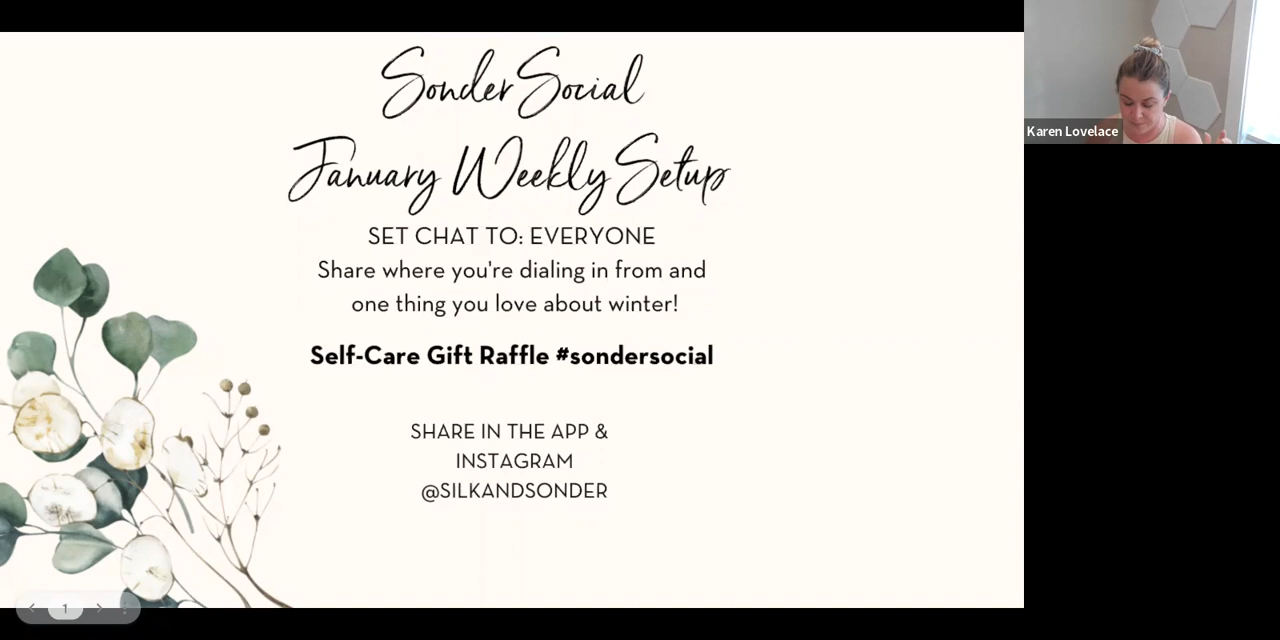 Sonder Social
January Weekly Setup
SET CHAT TO: EVERYONE
Share where you're dialing in from and
one thing you love about winter!
Self-Care Gift Raffle #sondersocial
SHARE IN THE APP &
INSTAGRAM
@SILKANDSONDER
Karen Lovelace
1